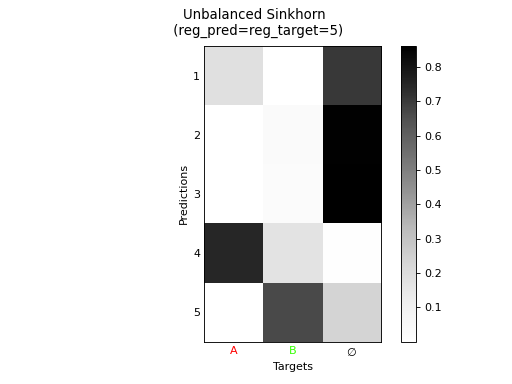 Unbalanced Sinkhorn
(reg_pred=reg_target=5)
Predictions
1
2
3
4
5
A B ∅
Targets
0.8
0.7
0.6
0.5
0.4
0.3
0.2
0.1